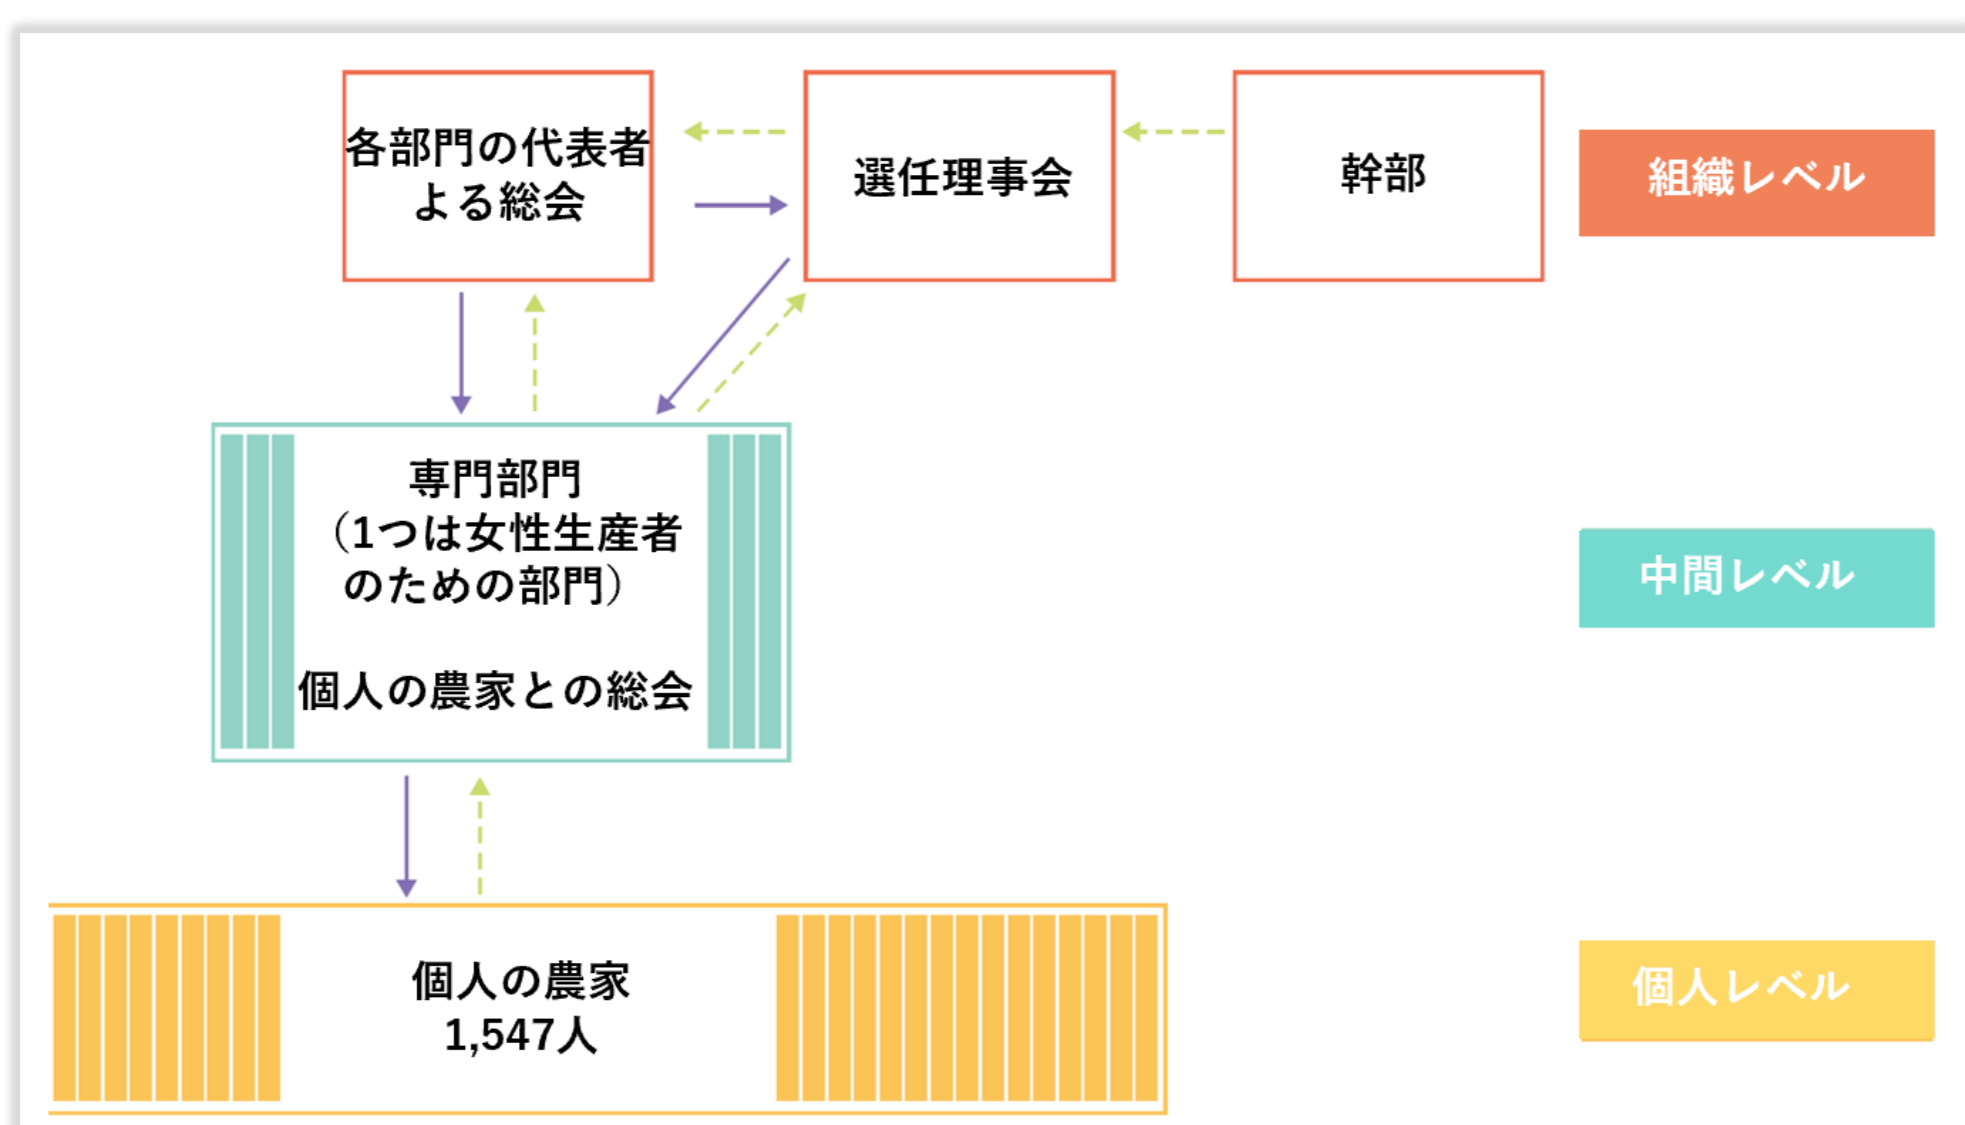 各部門の代表者
よる総会
選任理事会
幹部
組織レベル
専門部門
（1つは女性生産者
のための部門）
個人の農家との総会
中間レベル
個人の農家
1,547人
個人レベル